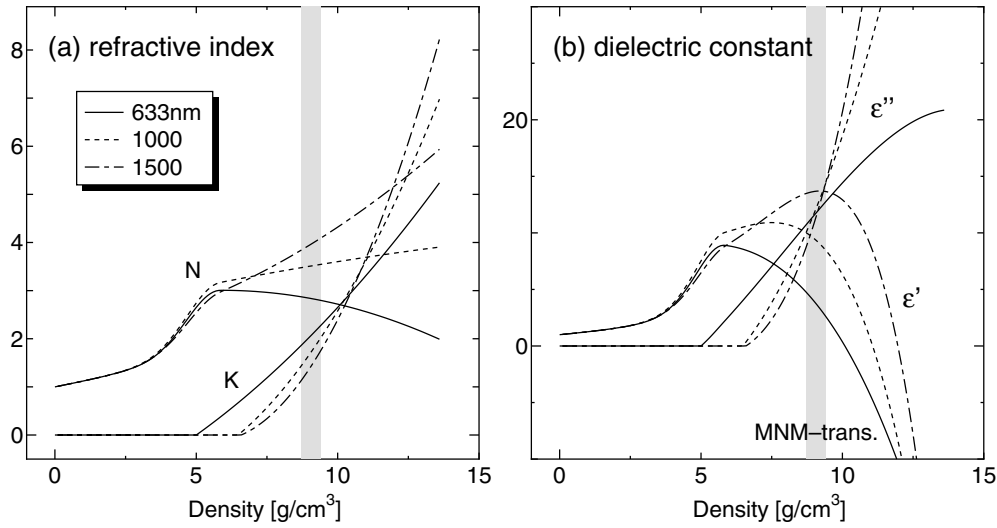 (a) refractive index
633nm
1000
1500
N
K
8
6
4
2
0
0
5
10
15
Density [g/cm³]
(b) dielectric constant
ε''
ε'
MNM–trans.
20
0
0
5
10
15
Density [g/cm³]